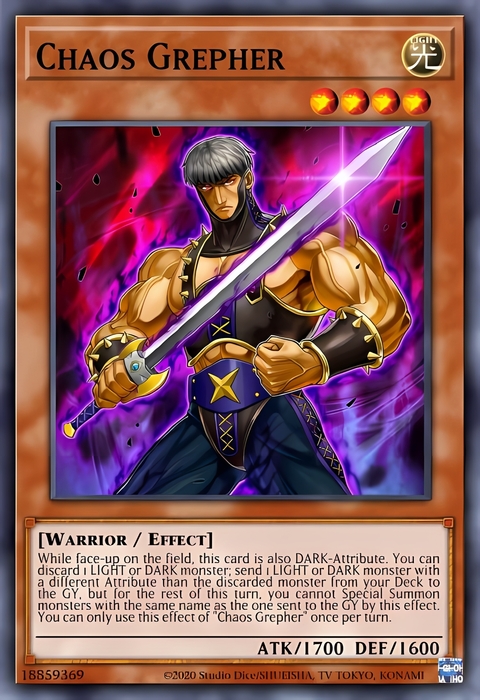 CHAOS GREPHER
LIGHT
光
[WARRIOR / EFFECT]
While face-up on the field, this card is also DARK-Attribute. You can
discard 1 LIGHT or DARK monster; send 1 LIGHT or DARK monster with
a different Attribute than the discarded monster from your Deck to
the GY, but for the rest of this turn, you cannot Special Summon
monsters with the same name as the one sent to the GY by this effect.
You can only use this effect of "Chaos Grepher" once per turn.
ATK/1700 DEF/1600
18859369
©2020 Studio Dice/SHUEISHA, TV TOKYO, KONAMI